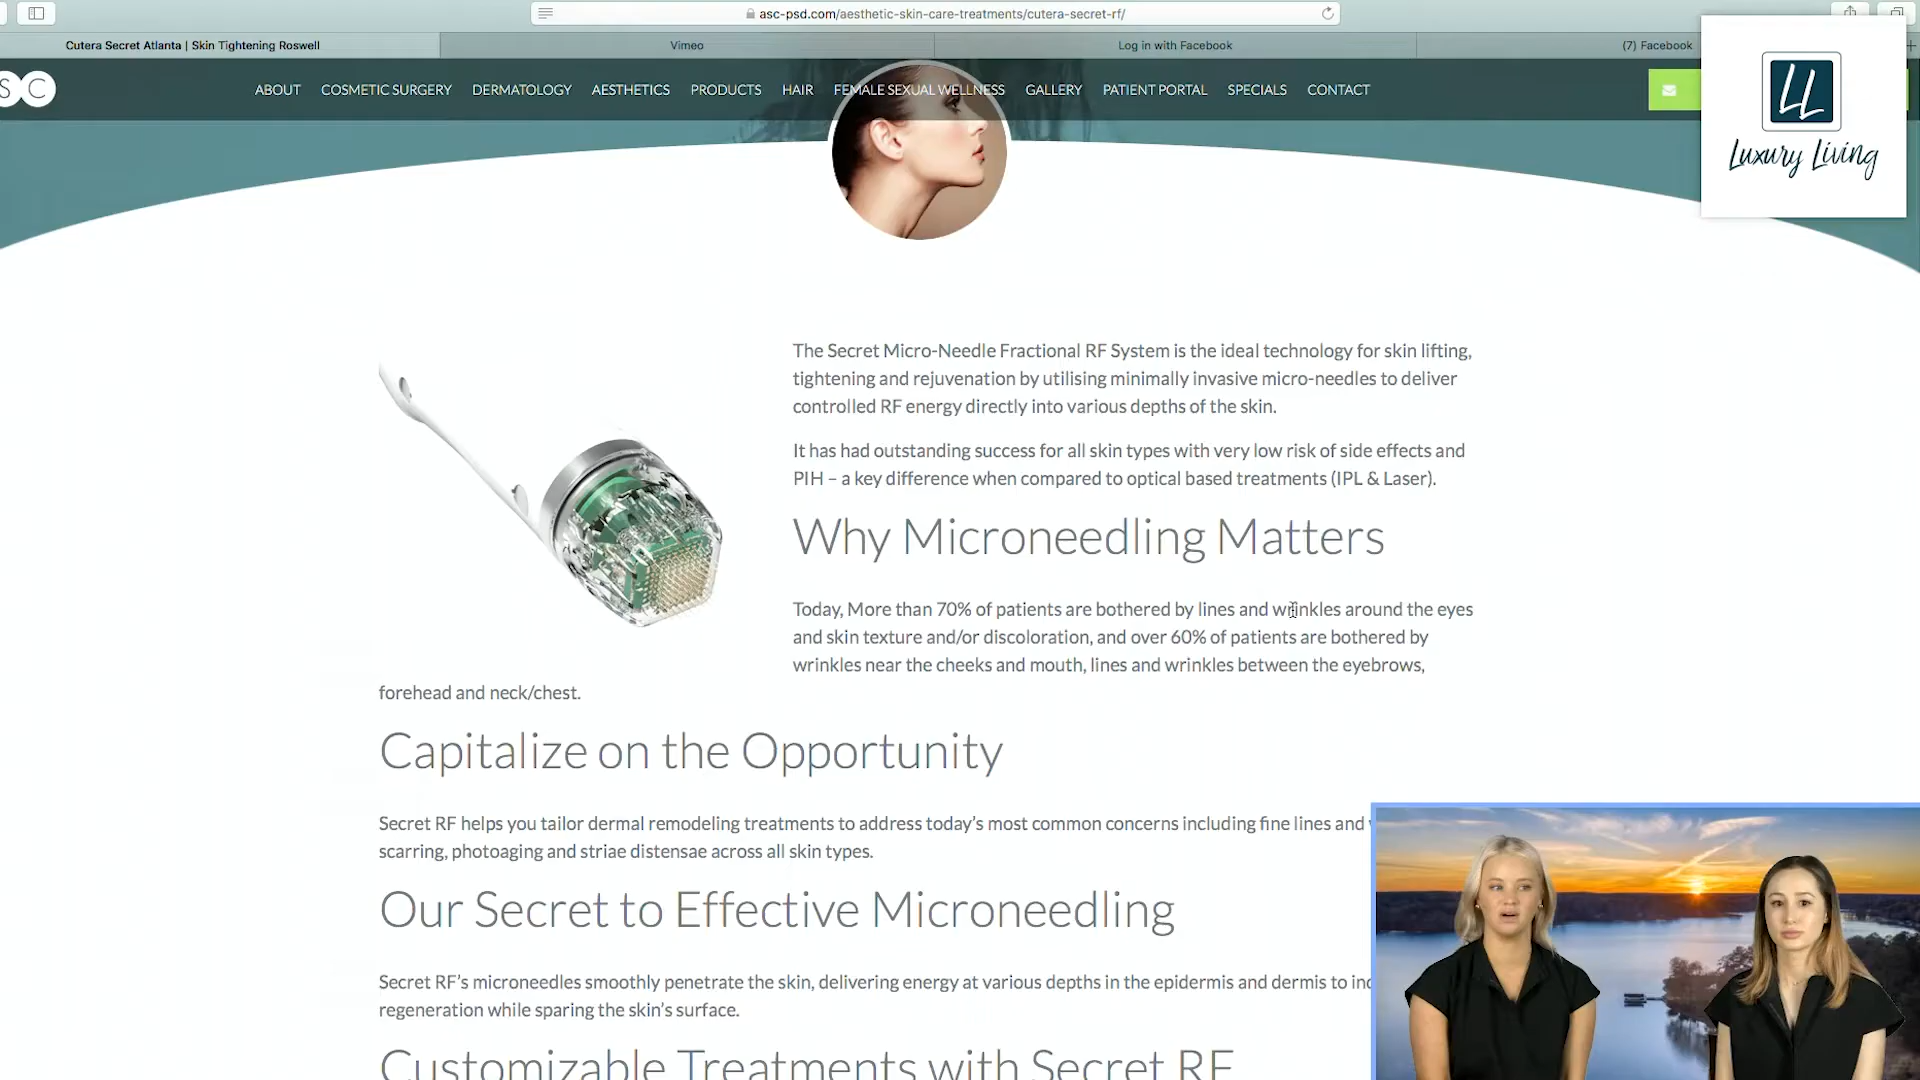 asc-psd.com/aesthetic-skin-care-treatments/cutera-secret-rf/
Cutera Secret Atlanta | Skin Tightening Roswell
Vimeo
Log in with Facebook
(7) Facebook
SC
ABOUT
COSMETIC SURGERY
DERMATOLOGY
AESTHETICS
PRODUCTS
HAIR
FEMALE SEXUAL WELLNESS
GALLERY
PATIENT PORTAL
SPECIALS
CONTACT
LL
Luxury Living
The Secret Micro-Needle Fractional RF System is the ideal technology for skin lifting,
tightening and rejuvenation by utilising minimally invasive micro-needles to deliver
controlled RF energy directly into various depths of the skin.
It has had outstanding success for all skin types with very low risk of side effects and
PIH – a key difference when compared to optical based treatments (IPL & Laser).
Why Microneedling Matters
Today, More than 70% of patients are bothered by lines and wrinkles around the eyes
and skin texture and/or discoloration, and over 60% of patients are bothered by
wrinkles near the cheeks and mouth, lines and wrinkles between the eyebrows,
forehead and neck/chest.
Capitalize on the Opportunity
Secret RF helps you tailor dermal remodeling treatments to address today's most common concerns including fine lines and
scarring, photoaging and striae distensae across all skin types.
Our Secret to Effective Microneedling
Secret RF's microneedles smoothly penetrate the skin, delivering energy at various depths in the epidermis and dermis to
regeneration while sparing the skin's surface.
Customizable Treatments with Secret RF